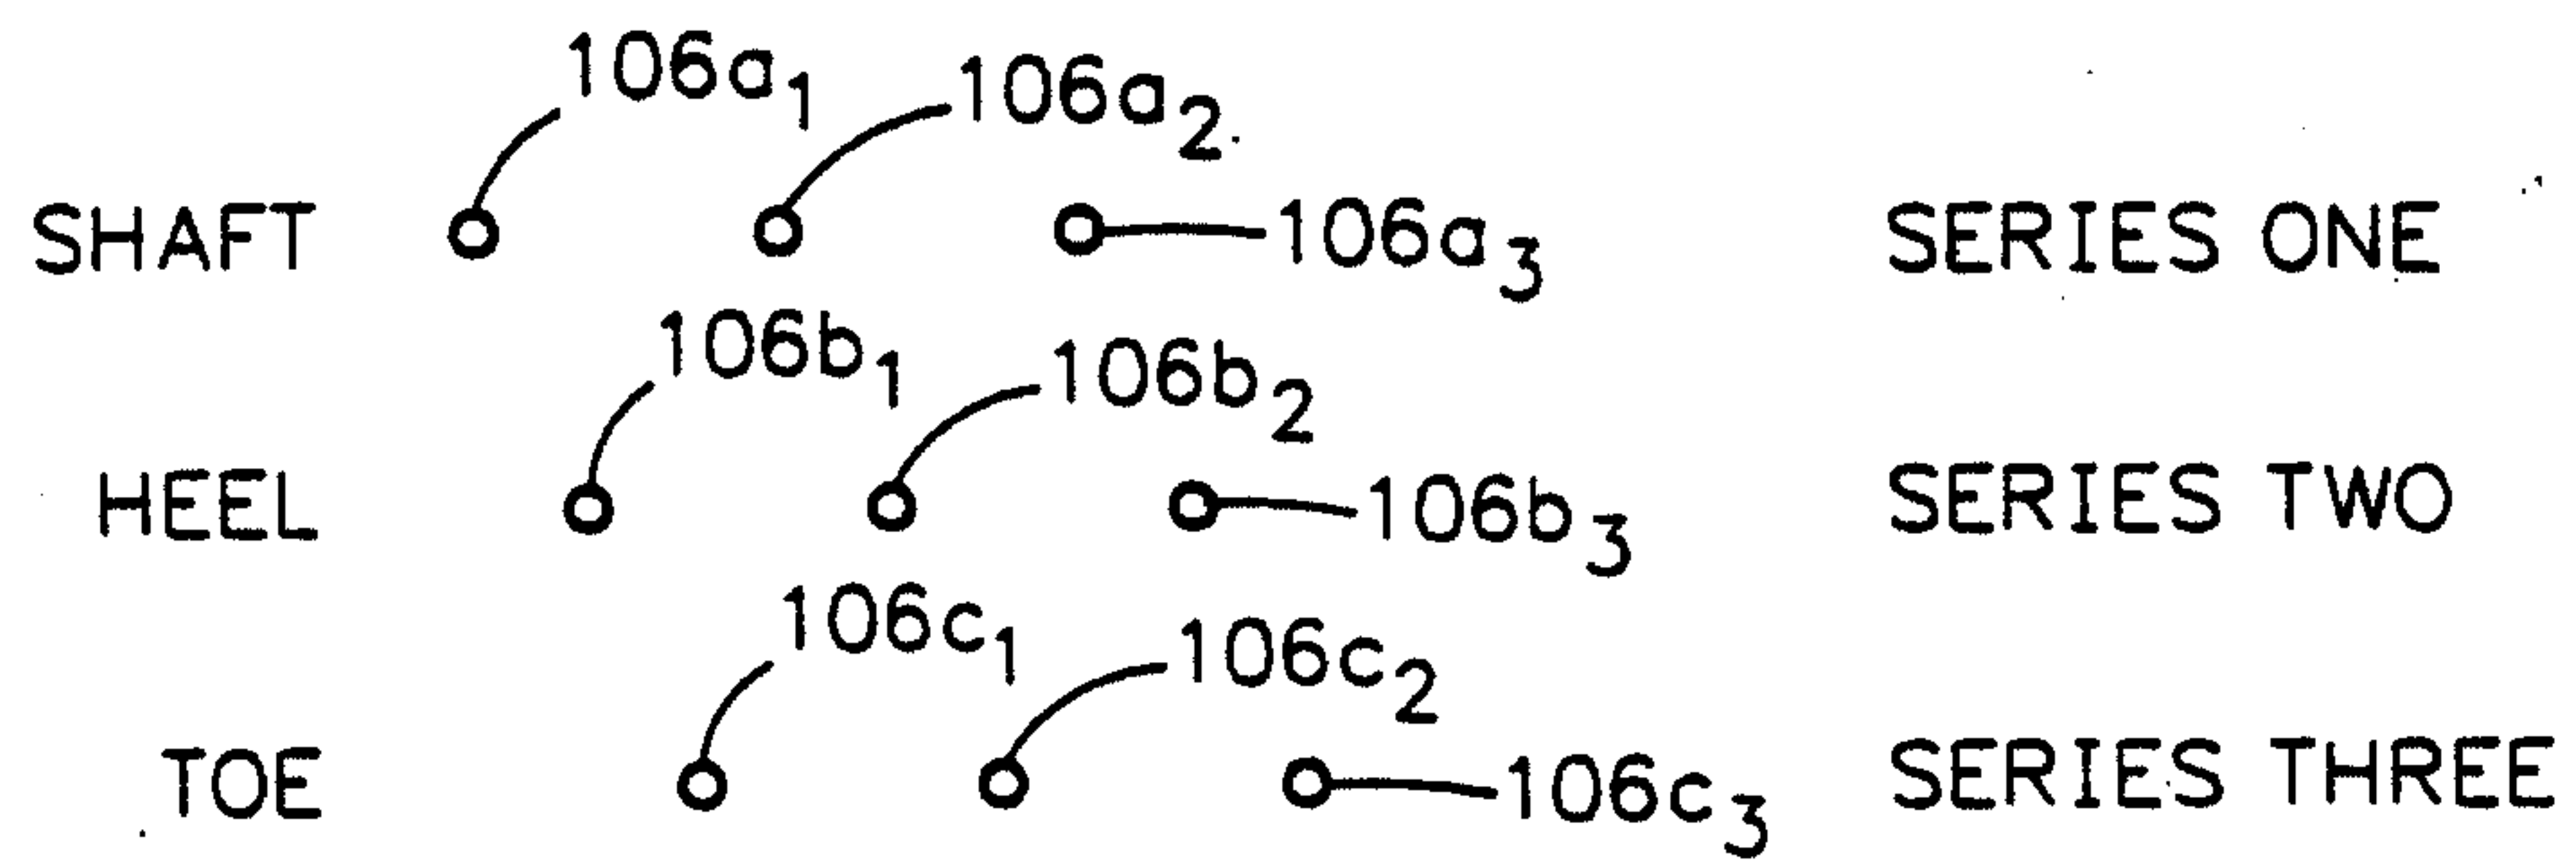 106a₁ 106a₂
SHAFT 106a₃ SERIES ONE
106b₁ 106b₂
HEEL 106b₃ SERIES TWO
106c₁ 106c₂
TOE 106c₃ SERIES THREE